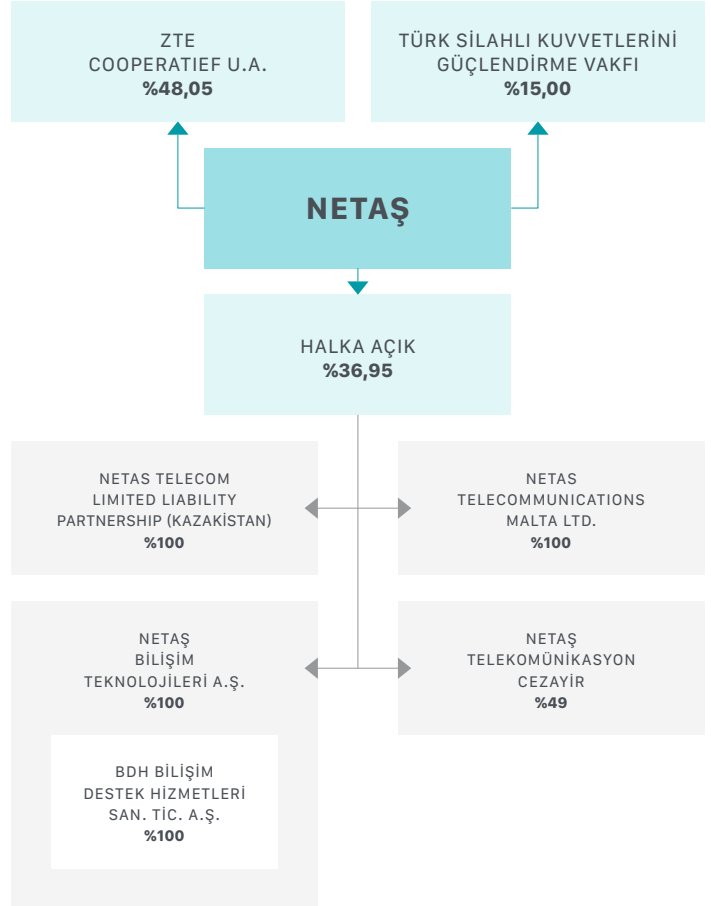 ZTE
COOPERATIEF U.A.
%48,05
TÜRK SİLAHLI KUVVETLERİNİ
GÜÇLENDİRME VAKFI
%15,00
NETAŞ
HALKA AÇIK
%36,95
NETAS TELECOM
LIMITED LIABILITY
PARTNERSHIP (KAZAKİSTAN)
%100
NETAS
TELECOMMUNICATIONS
MALTA LTD.
%100
NETAŞ
BİLİŞİM
TEKNOLOJİLERİ A.Ş.
%100
NETAŞ
TELEKOMÜNİKASYON
CEZAYİR
%49
BDH BİLİŞİM
DESTEK HİZMETLERİ
SAN. TİC. A.Ş.
%100